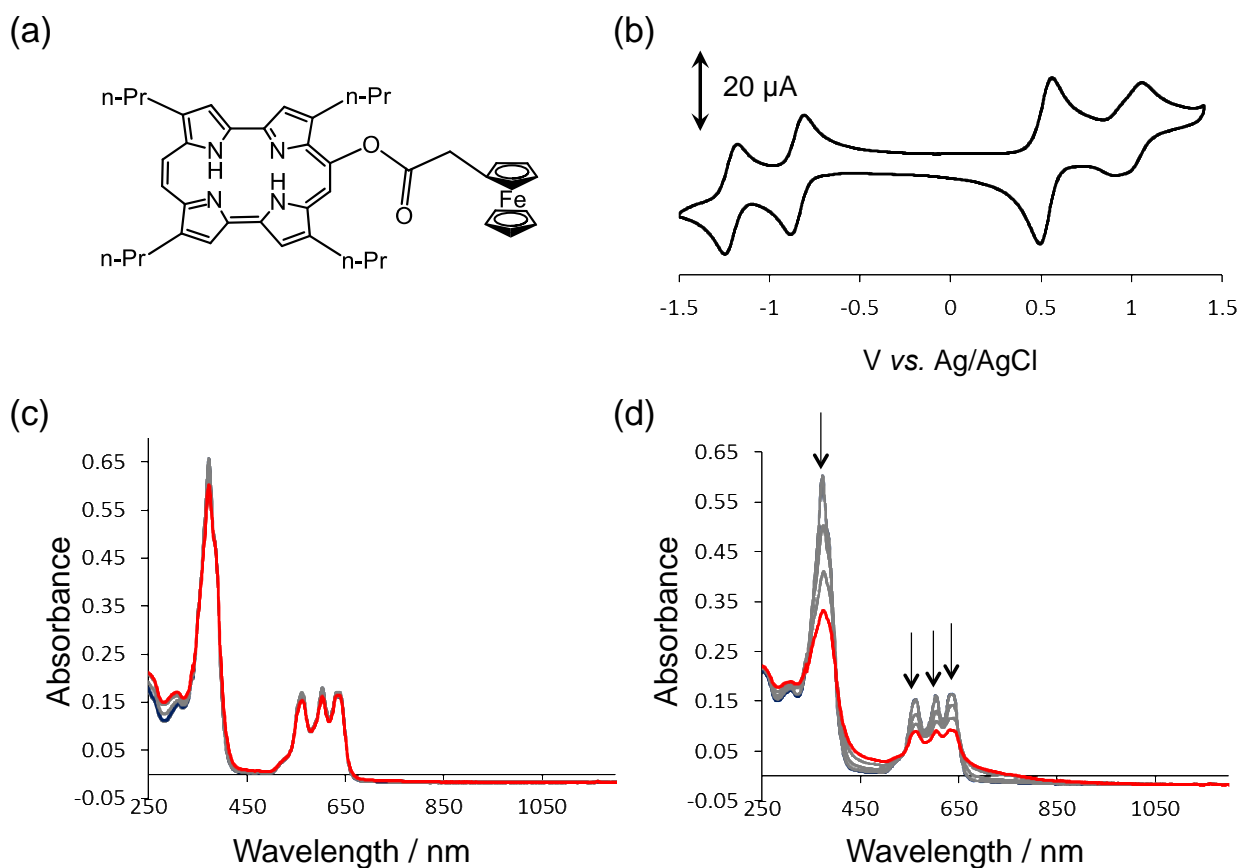 (a)
n-Pr
n-Pr
N
H
N
O
N
H
N
O
Fe
n-Pr
n-Pr
(b)
20 µA
-1.5 -1 -0.5 0 0.5 1 1.5
V vs. Ag/AgCl
(c)
Absorbance
0.65
0.55
0.45
0.35
0.25
0.15
0.05
-0.05
250 450 650 850 1050
Wavelength / nm
(d)
Absorbance
0.65
0.55
0.45
0.35
0.25
0.15
0.05
-0.05
250 450 650 850 1050
Wavelength / nm